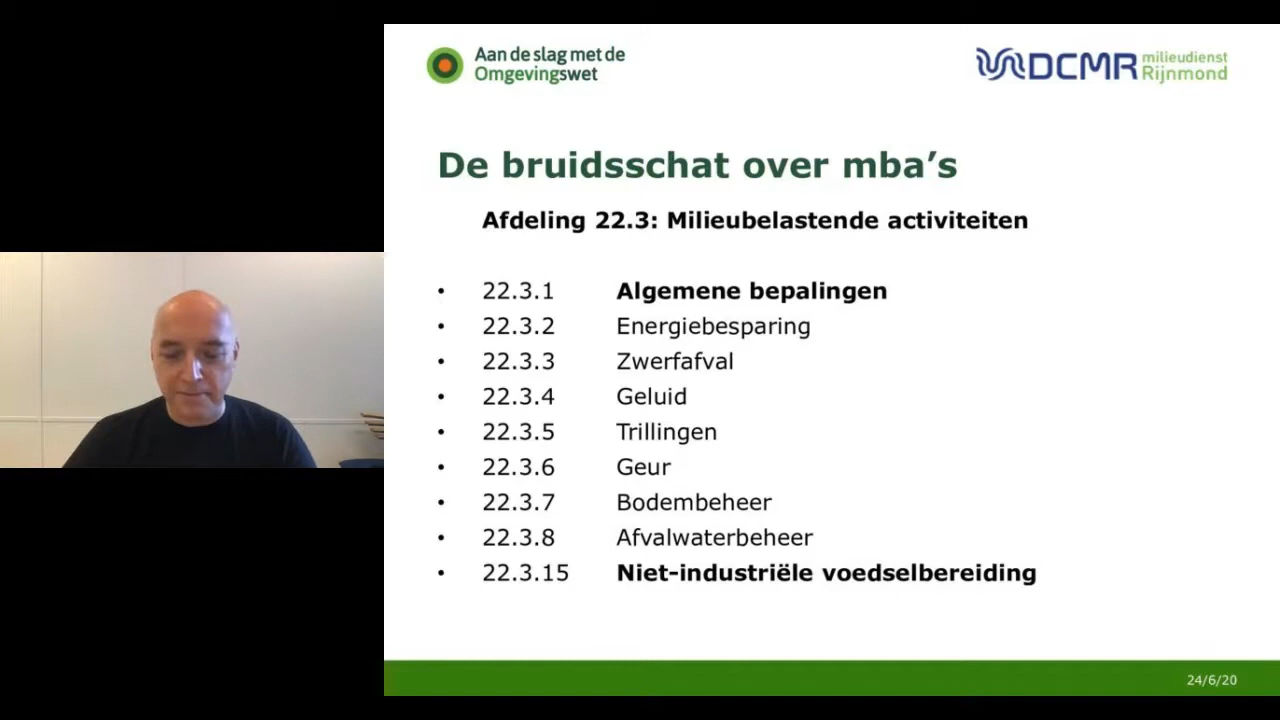 Aan de slag met de
Omgevingswet
DCMR milieudienst
Rijnmond
De bruidsschat over mba's
Afdeling 22.3: Milieubelastende activiteiten
• 22.3.1 Algemene bepalingen
• 22.3.2 Energiebesparing
• 22.3.3 Zwerfafval
• 22.3.4 Geluid
• 22.3.5 Trillingen
• 22.3.6 Geur
• 22.3.7 Bodembeheer
• 22.3.8 Afvalwaterbeheer
• 22.3.15 Niet-industriële voedselbereiding
24/6/20